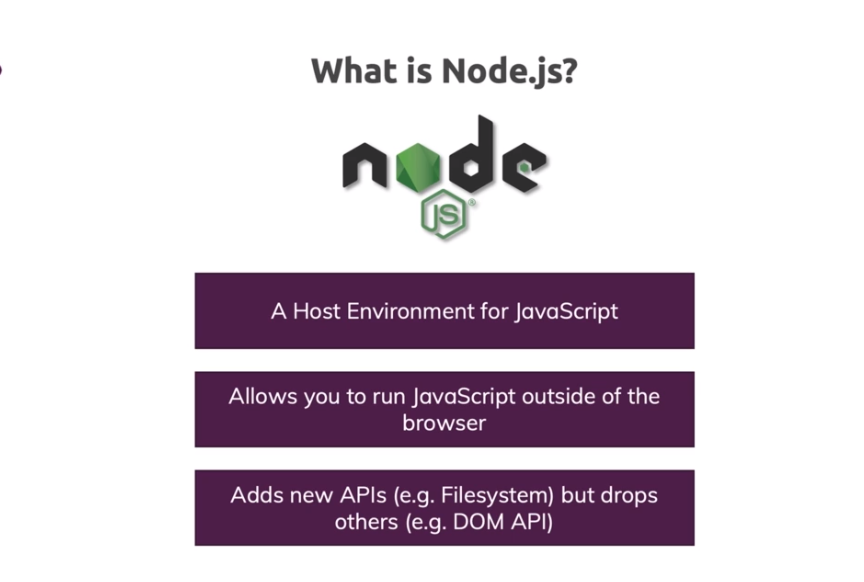 What is Node.js?
node
JS®
A Host Environment for JavaScript
Allows you to run JavaScript outside of the
browser
Adds new APIs (e.g. Filesystem) but drops
others (e.g. DOM API)